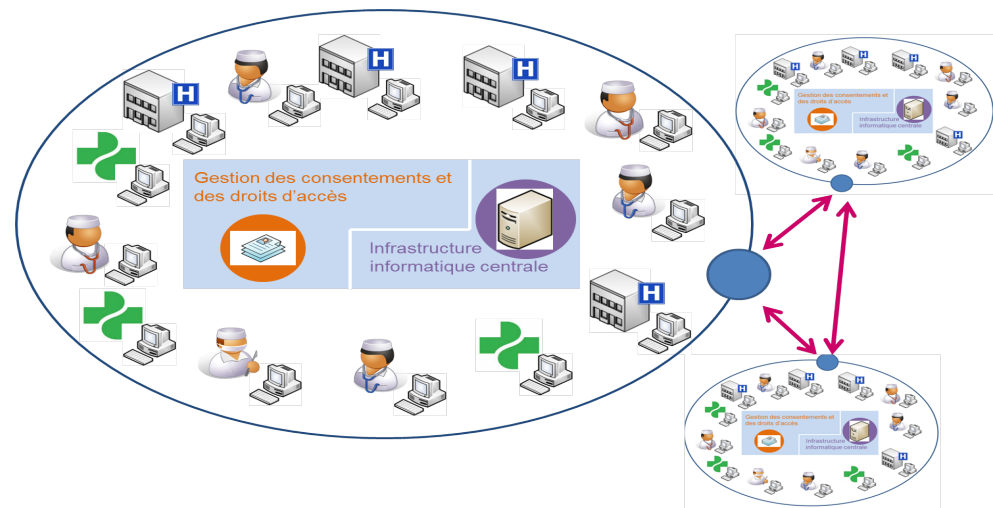 H
H
H
Gestion des consentements et
des droits d'accès
Infrastructure
informatique centrale
H
H
H
H
Gestion des consentements et
des droits d'accès
Infrastructure
informatique centrale
H
H
H
H
Gestion des consentements et
des droits d'accès
Infrastructure
informatique centrale
H